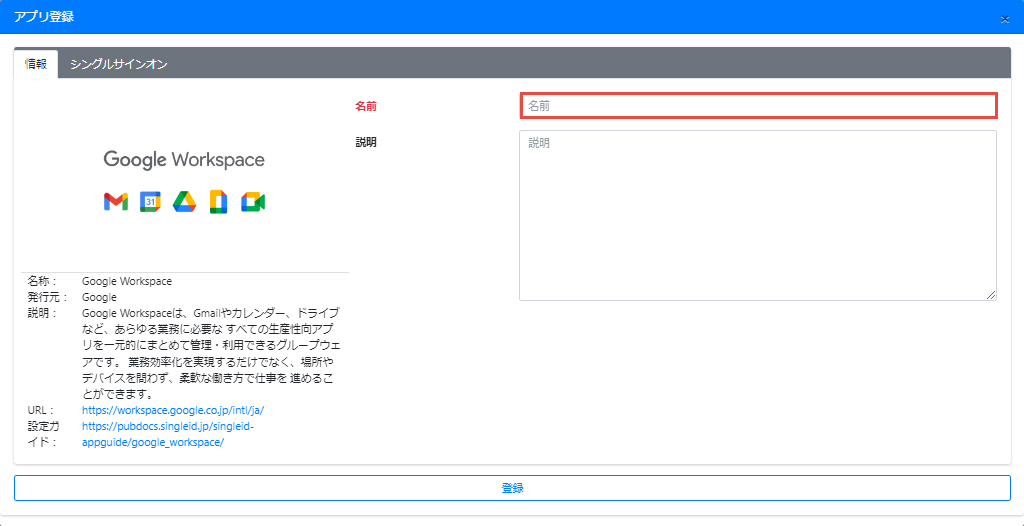 アプリ登録
×
情報
シングルサインオン
名前
名前
説明
説明
Google Workspace
31
名称：
Google Workspace
発行元：
Google
説明：
Google Workspaceは、Gmailやカレンダー、ドライブ
など、あらゆる業務に必要な すべての生産性向アプ
リを一元的にまとめて管理・利用できるグループウェ
アです。 業務効率化を実現するだけでなく、場所や
デバイスを問わず、柔軟な働き方で仕事を 進めるこ
とができます。
URL：
https://workspace.google.co.jp/intl/ja/
設定ガ
イド：
https://pubdocs.singleid.jp/singleid-
appguide/google_workspace/
登録